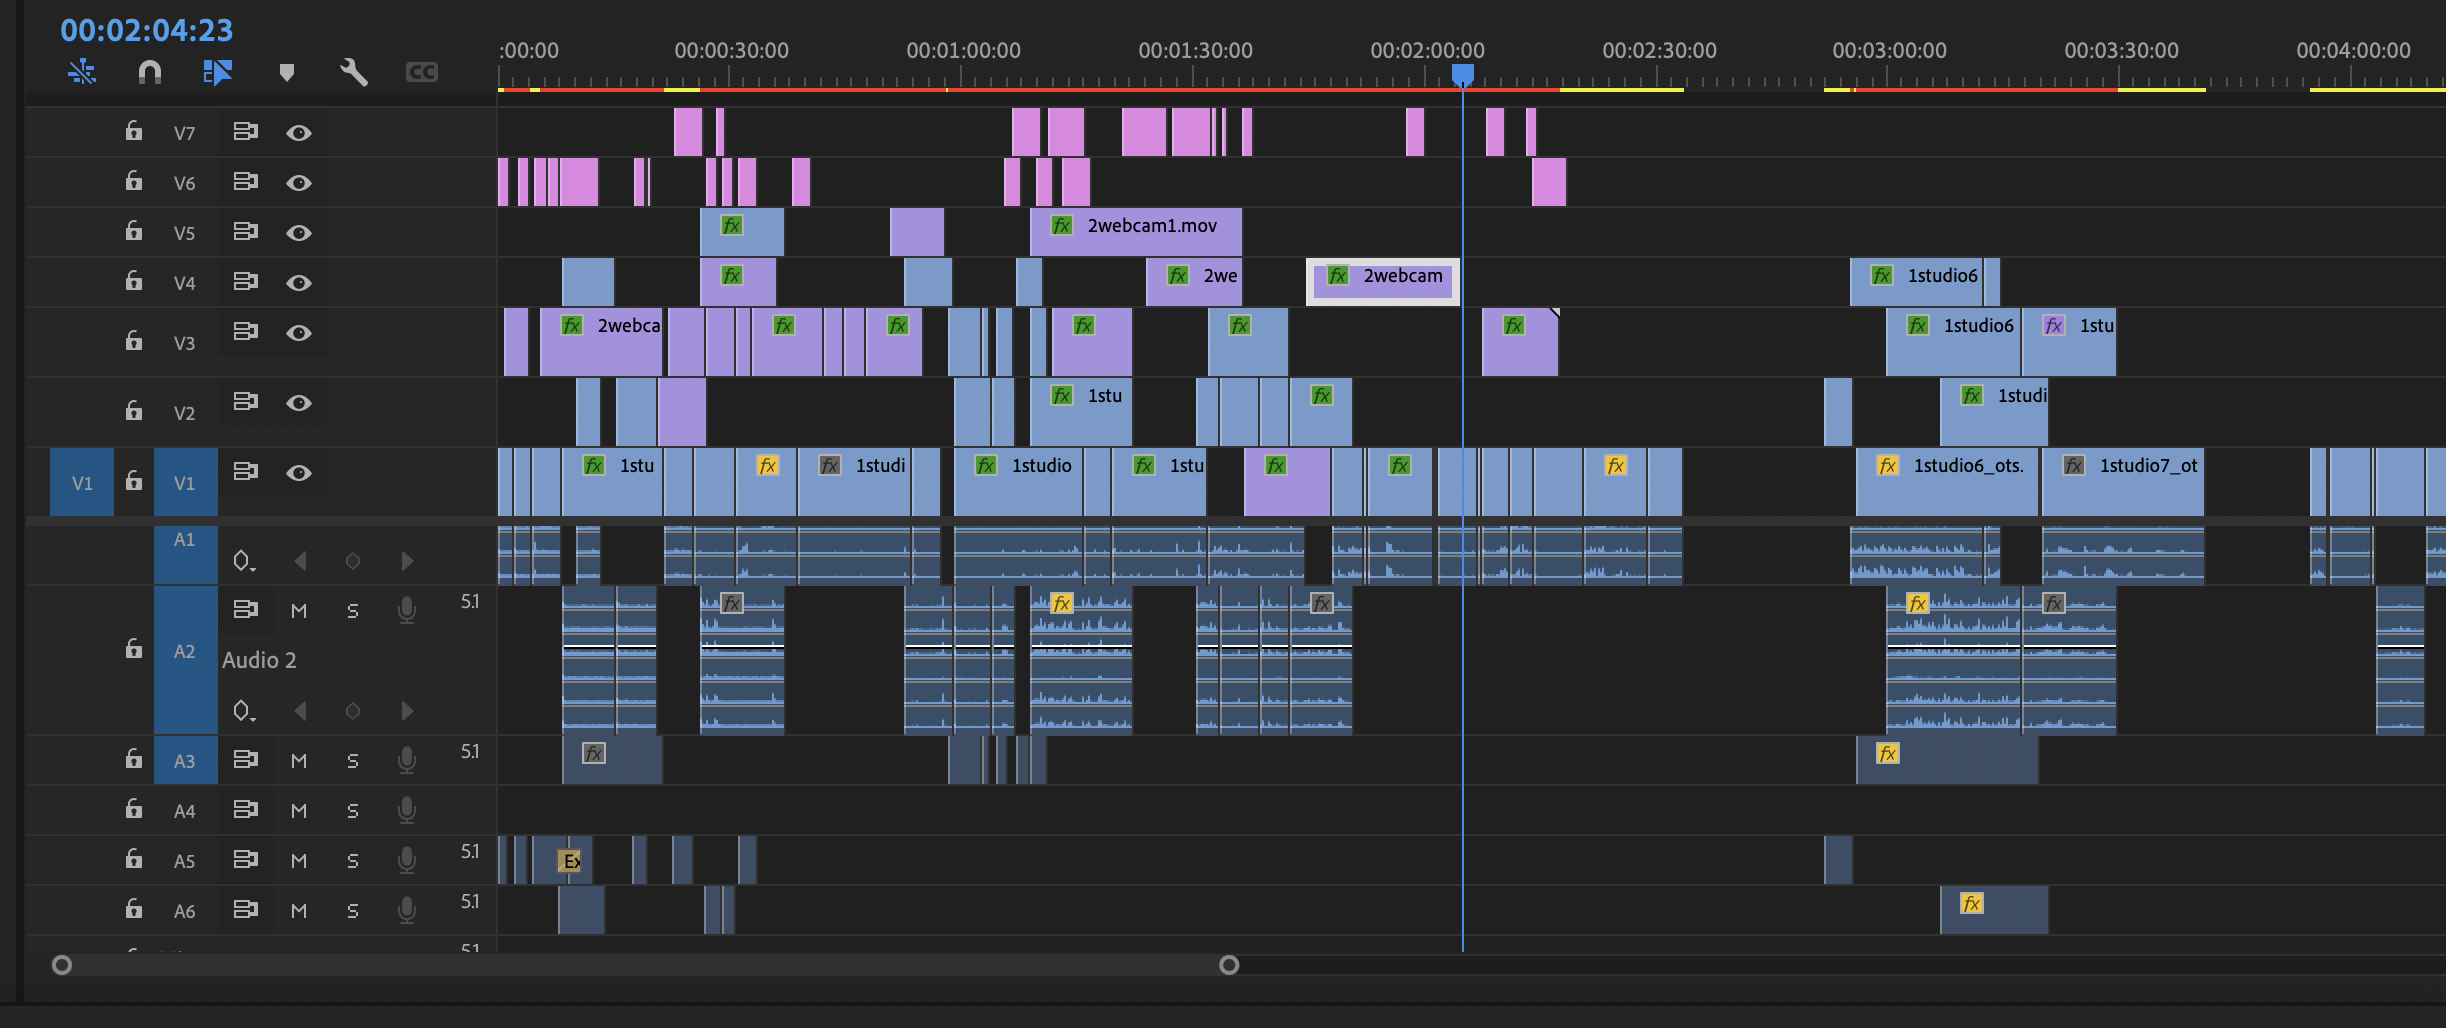 00:02:04:23
:00:00 00:00:30:00 00:01:00:00 00:01:30:00 00:02:00:00 00:02:30:00 00:03:00:00 00:03:30:00 00:04:00:00
CC
V7
V6
V5 fx fx 2webcam1.mov
V4 fx fx 2we fx 2webcam fx 1studio6
V3 fx 2webca fx fx fx fx fx fx 1studio6 fx 1stu
V2 fx 1stu fx fx 1studi
V1 V1 fx 1stu fx fx 1studi fx 1studio fx 1stu fx fx fx fx 1studio6_ots. fx 1studio7_ot
A1
M S 5.1 fx fx fx fx fx
A2 Audio 2
A3 M S 5.1 fx fx
A4 M S
A5 M S 5.1 Ex
A6 M S 5.1 fx
5.1